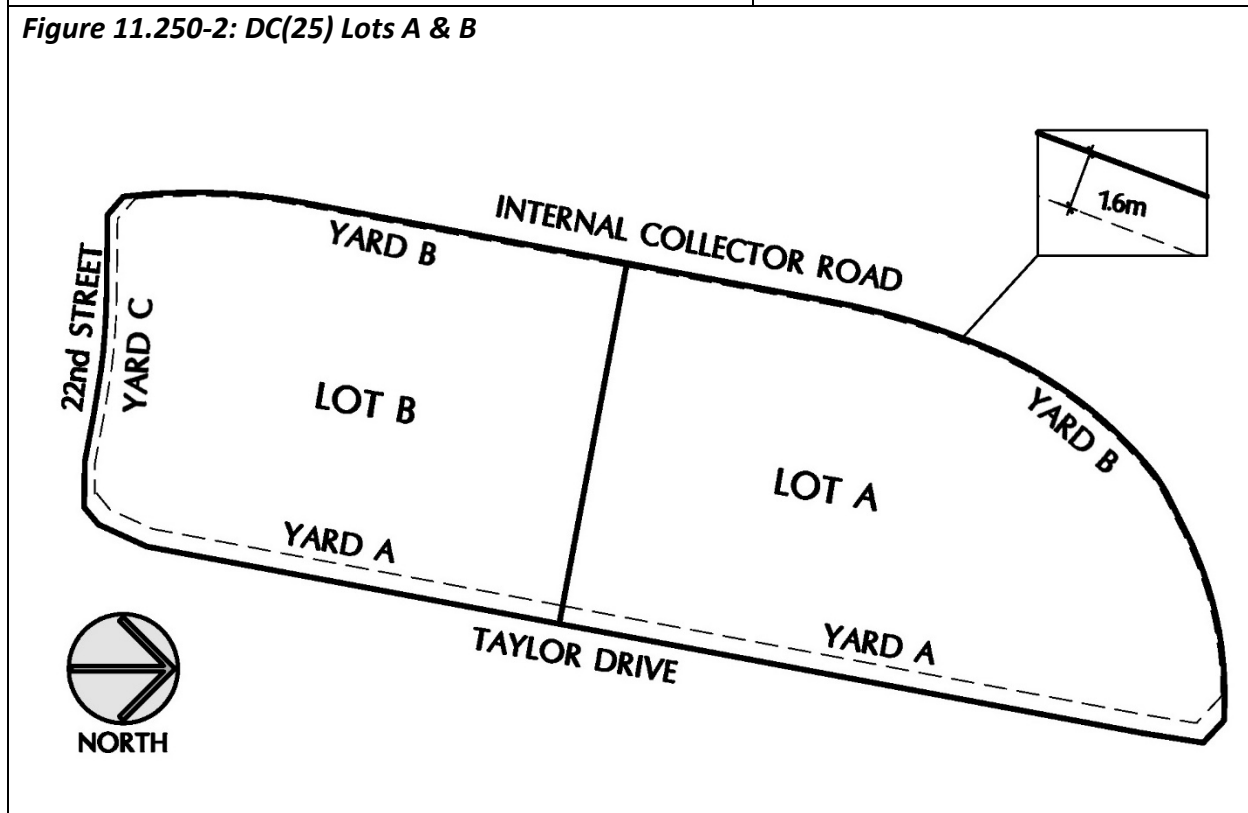 Figure 11.250-2: DC(25) Lots A & B
1.6m
INTERNAL COLLECTOR ROAD
YARD B
22nd STREET
YARD C
LOT B
YARD B
LOT A
YARD A
YARD A
TAYLOR DRIVE
NORTH